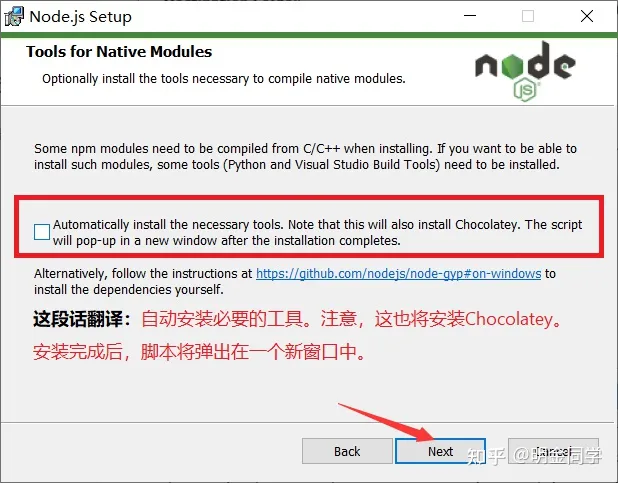 Node.js Setup
Tools for Native Modules
Optionally install the tools necessary to compile native modules.
node
JS
Some npm modules need to be compiled from C/C++ when installing. If you want to be able to
install such modules, some tools (Python and Visual Studio Build Tools) need to be installed.
Automatically install the necessary tools. Note that this will also install Chocolatey. The script
will pop-up in a new window after the installation completes.
Alternatively, follow the instructions at https://github.com/nodejs/node-gyp#on-windows to
install the dependencies yourself.
这段话翻译：自动安装必要的工具。注意，这也将安装Chocolatey。
安装完成后，脚本将弹出在一个新窗口中。
Back
Next
Cancel
知乎 @明金同学